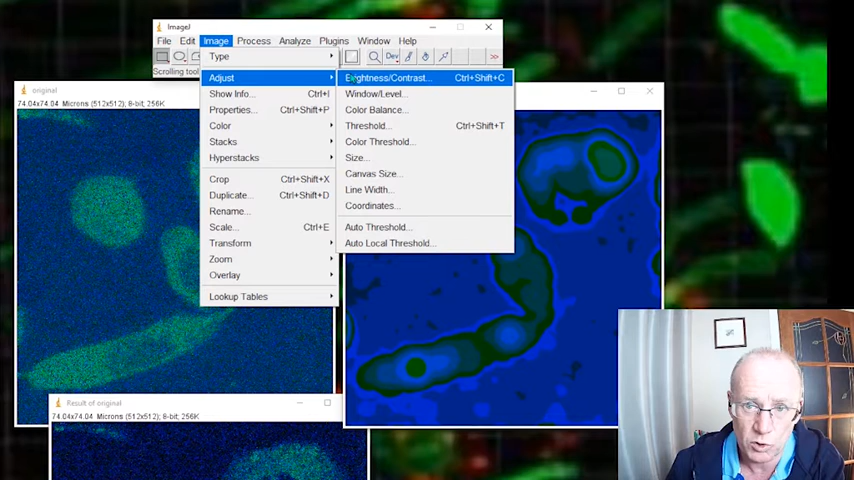 ImageJ
File Edit Image Process Analyze Plugins Window Help
Dev
Scrolling tool
Type
Adjust
Show Info... Ctrl+I
Properties... Ctrl+Shift+P
Color
Stacks
Hyperstacks
Crop Ctrl+Shift+X
Duplicate... Ctrl+Shift+D
Rename...
Scale... Ctrl+E
Transform
Zoom
Overlay
Lookup Tables
Brightness/Contrast... Ctrl+Shift+C
Window/Level...
Color Balance...
Threshold... Ctrl+Shift+T
Color Threshold...
Size...
Canvas Size...
Line Width...
Coordinates...
Auto Threshold...
Auto Local Threshold...
original
74.04x74.04 Microns (512x512); 8-bit; 256K
Result of original
74.04x74.04 Microns (512x512); 8-bit; 256K